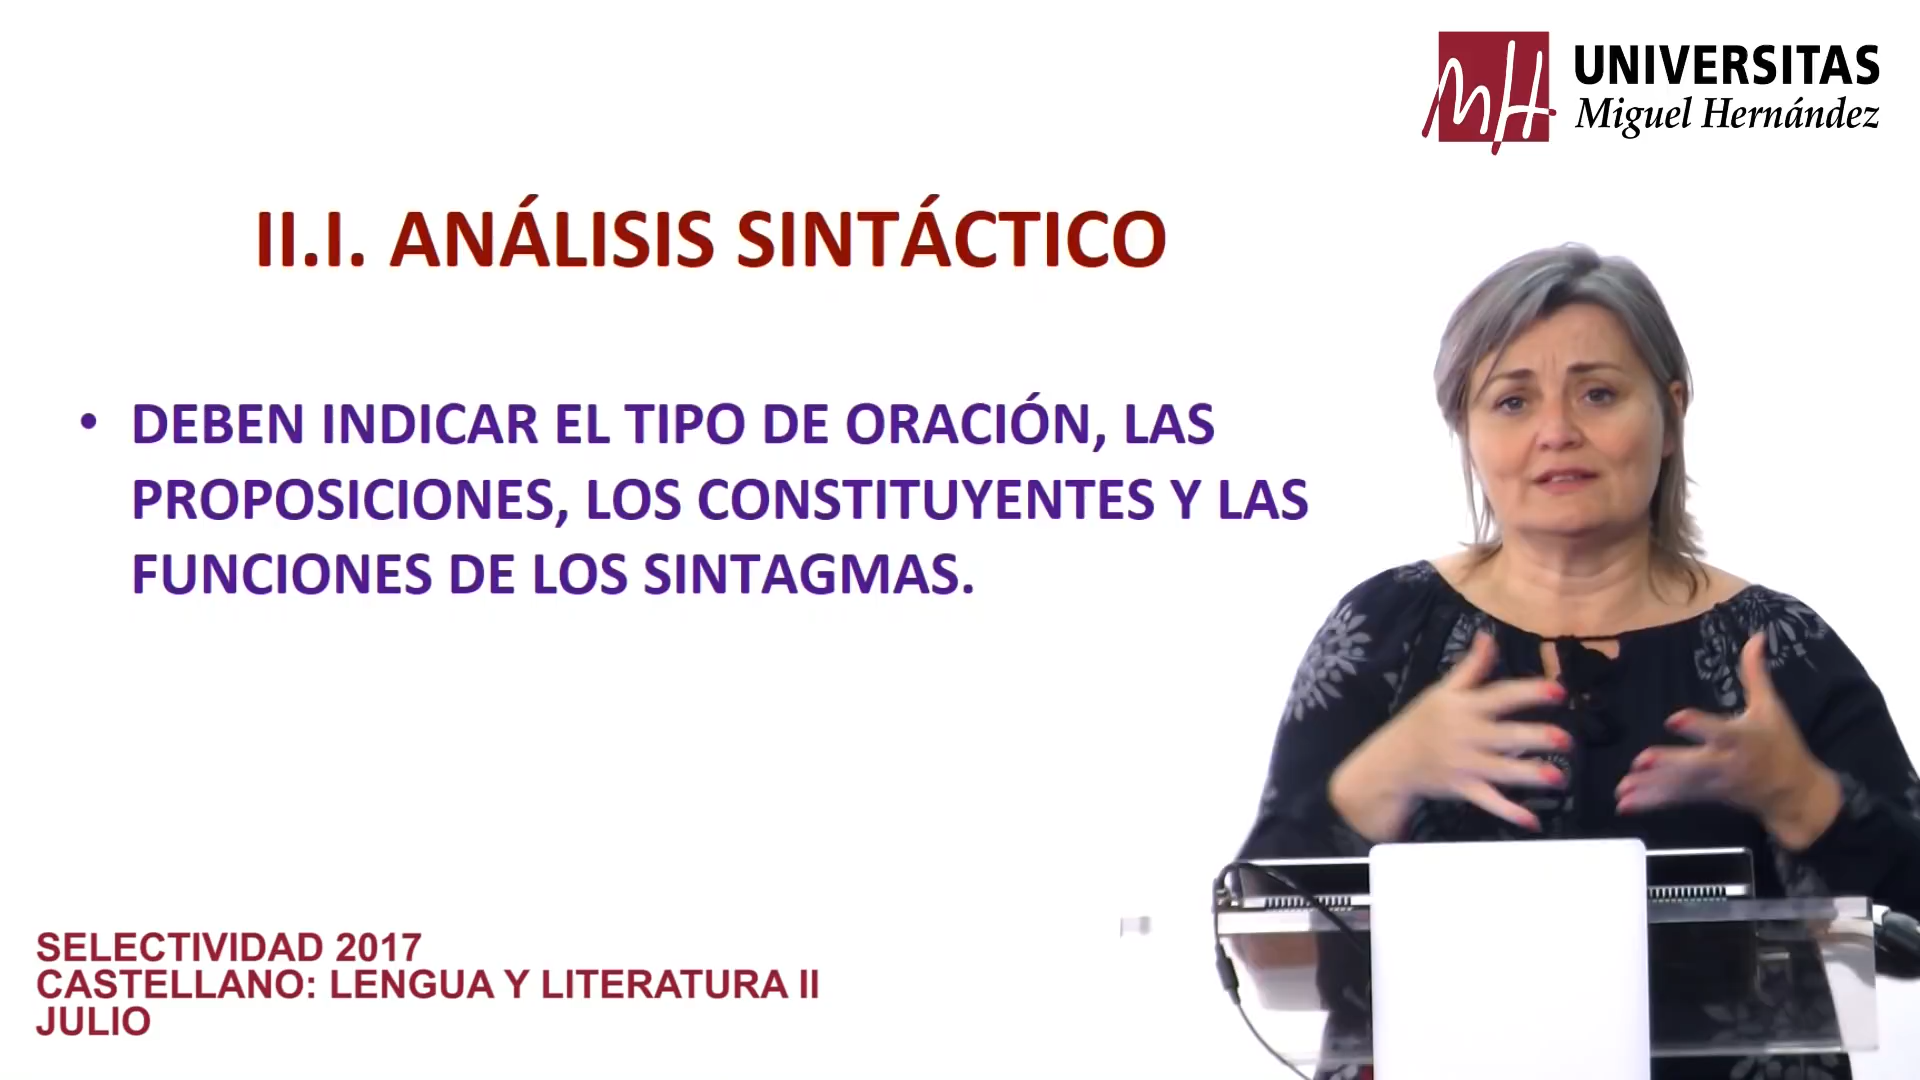 UNIVERSITAS
Miguel Hernández
II.I. ANÁLISIS SINTÁCTICO
• DEBEN INDICAR EL TIPO DE ORACIÓN, LAS
PROPOSICIONES, LOS CONSTITUYENTES Y LAS
FUNCIONES DE LOS SINTAGMAS.
SELECTIVIDAD 2017
CASTELLANO: LENGUA Y LITERATURA II
JULIO